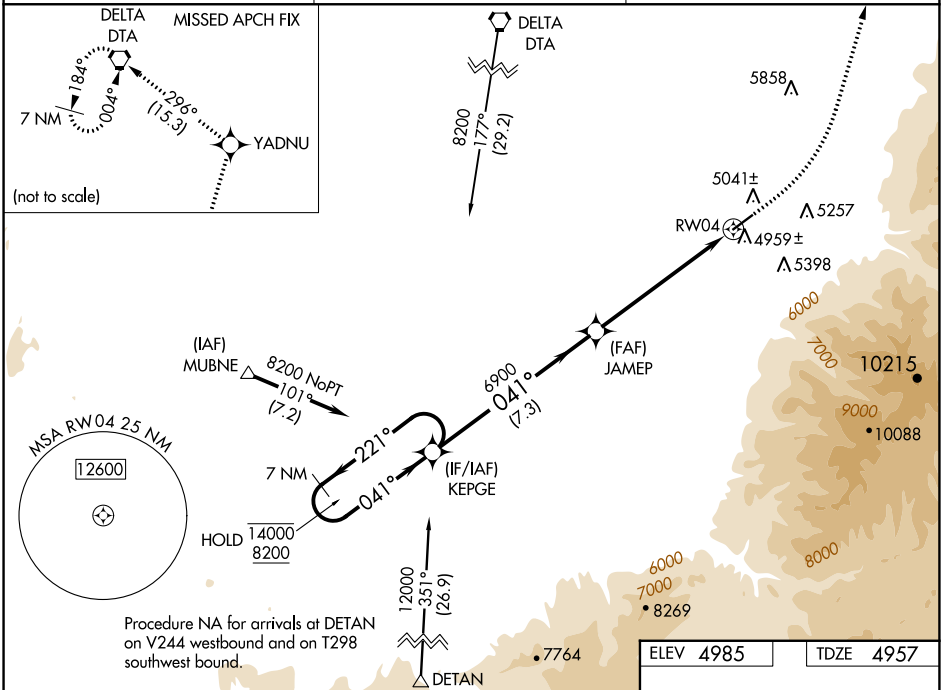 DELTA
DTA
MISSED APCH FIX
184°
004°
7 NM
296°
(15.3)
YADNU
(not to scale)
DELTA
DTA
8200
177°
(29.2)
5858
5041±
RW04
5257
4959±
5398
6000
7000
10215
9000
10088
8000
(IAF)
MUBNE
8200 NoPT
101°
(7.2)
6900
041°
(7.3)
(FAF)
JAMEP
MSA RW04 25 NM
12600
221°
7 NM
041°
(IF/IAF)
KEPGE
HOLD
14000
8200
12000
351°
(26.9)
6000
7000
8269
7764
Procedure NA for arrivals at DETAN
on V244 westbound and on T298
southwest bound.
DETAN
ELEV 4985
TDZE 4957